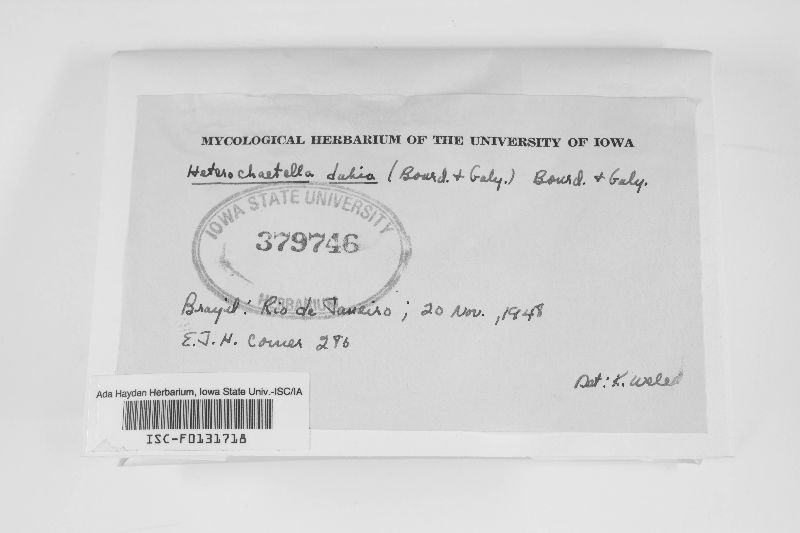 MYCOLOGICAL HERBARIUM OF THE UNIVERSITY OF IOWA
Heterochaetella dubia (Bourd. + Galz.) Bourd. + Galz.
IOWA STATE UNIVERSITY
379746
HERBARIUM
Brazil: Rio de Janeiro; 20 Nov., 1948
E.J.H. Corner 296
Det: K. Wells
Ada Hayden Herbarium, Iowa State Univ.-ISC/IA
ISC-F0131718